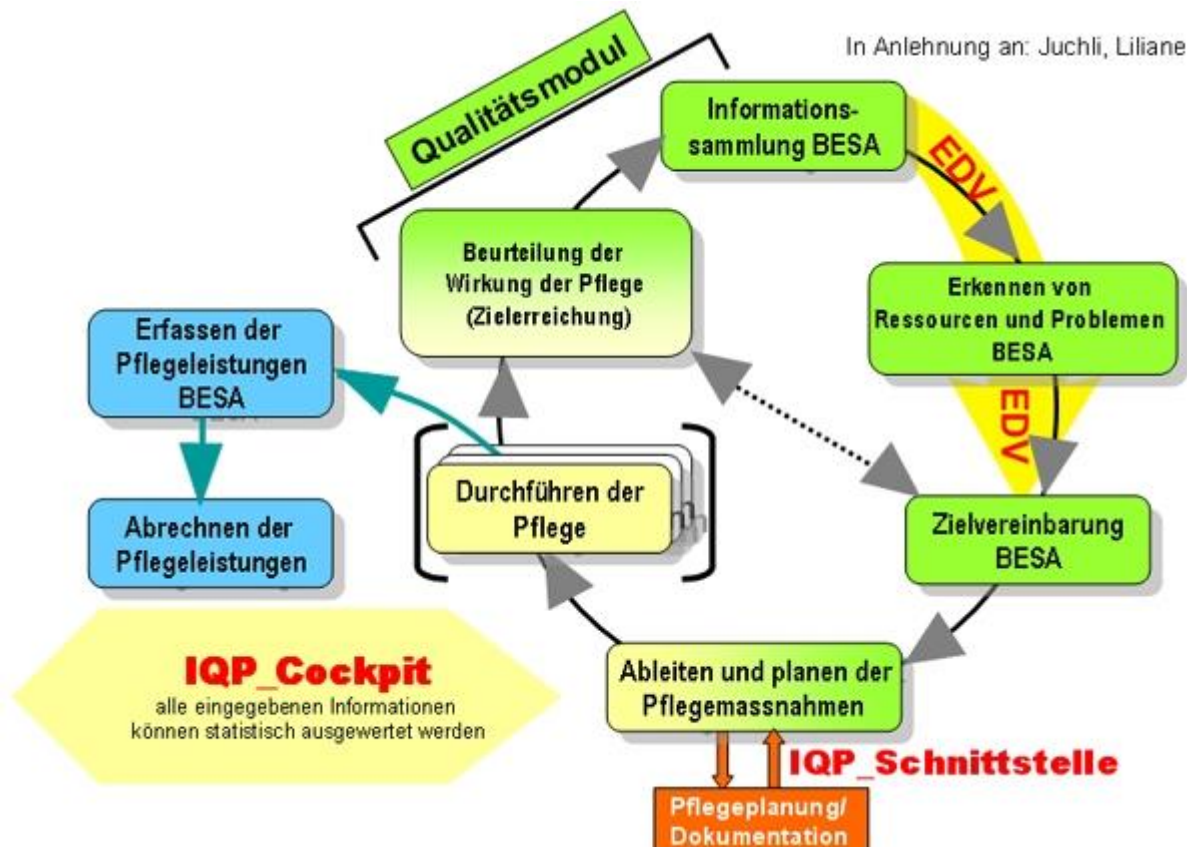 In Anlehnung an: Juchli, Liliane
Qualitätsmodul
Informations-
sammlung BESA
EDV
Beurteilung der
Wirkung der Pflege
(Zielerreichung)
Erkennen von
Ressourcen und Problemen
BESA
EDV
Erfassen der
Pflegeleistungen
BESA
Durchführen der
Pflege
Zielvereinbarung
BESA
Abrechnen der
Pflegeleistungen
Ableiten und planen der
Pflegemassnahmen
IQP_Cockpit
alle eingegebenen Informationen
können statistisch ausgewertet werden
IQP_Schnittstelle
Pflegeplanung/
Dokumentation